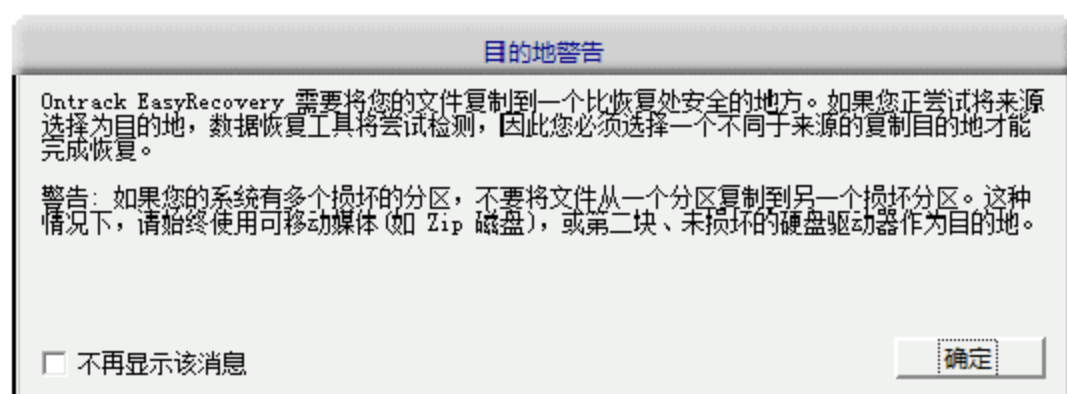 目的地警告
Ontrack EasyRecovery 需要将您的文件复制到一个比恢复处安全的地方。如果您正尝试将来源
选择为目的地，数据恢复工具将尝试检测，因此您必须选择一个不同于来源的复制目的地才能
完成恢复。
警告：如果您的系统有多个损坏的分区，不要将文件从一个分区复制到另一个损坏分区。这种
情况下，请始终使用可移动媒体(如 Zip 磁盘)，或第二块、未损坏的硬盘驱动器作为目的地。
不再显示该消息
确定